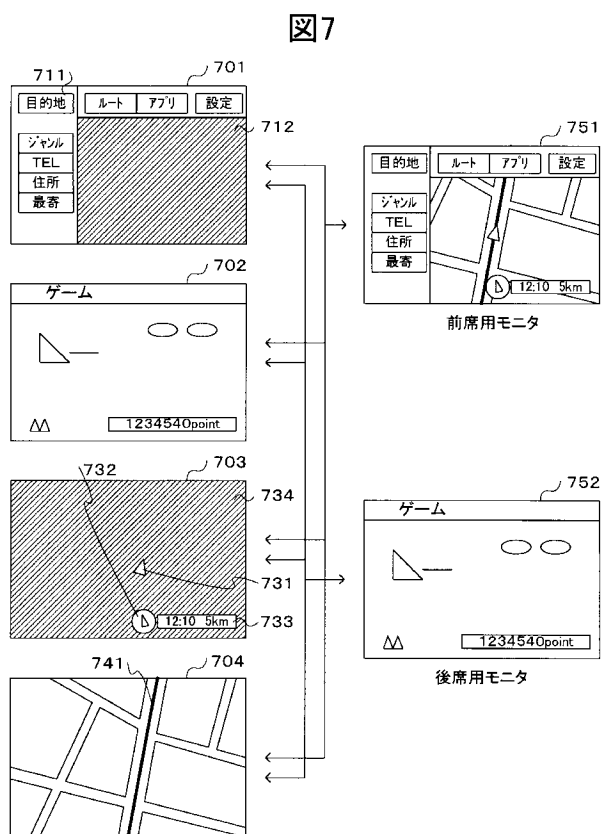 図7
701
711
目的地 ルート アプリ 設定
712
ジャンル
TEL
住所
最寄
751
目的地 ルート アプリ 設定
ジャンル
TEL
住所
最寄
12:10 5km
前席用モニタ
702
ゲーム
1234540point
732
703
734
731
12:10 5km
733
752
ゲーム
1234540point
後席用モニタ
741
704